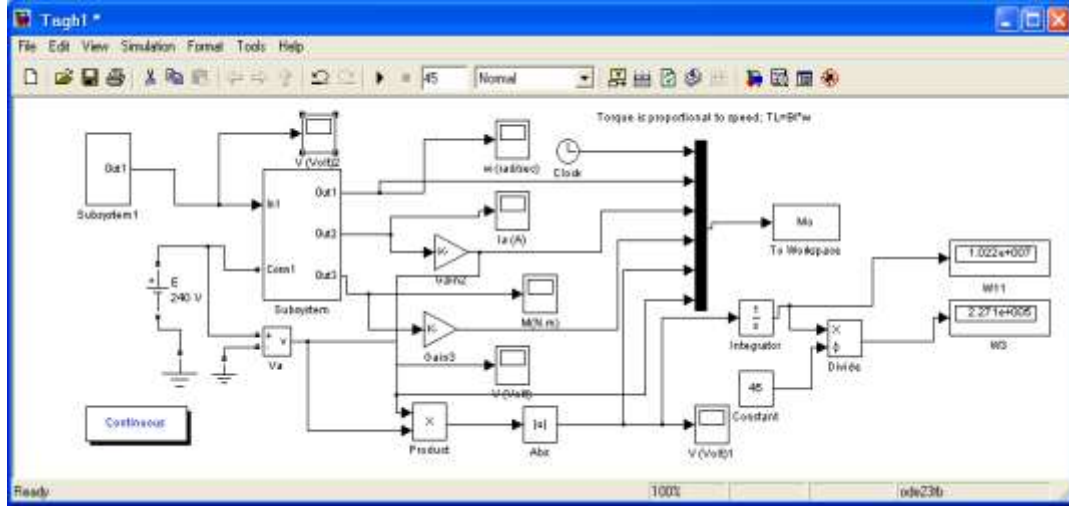 Tisgh1 *
File Edit View Simulation Format Tools Help
45 Normal
Torque is proportional to speed; TL=Bl*w
V (Volt)2
w (rad/sec)
Clock
Out1
Subsystem1
In1
Out1
Out2
Conn1
Out3
Subsystem
Ia (A)
K-
Gain2
Mo
To Workspace
E
240 V
M(N.m)
K-
Gain3
V (Volt)
v
Va
1
s
Integrator
1.022e+007
W11
2.271e+005
W3
Divide
45
Constant
Continuous
Product
|u|
Abs
V (Volt)1
Ready 100% ode23tb